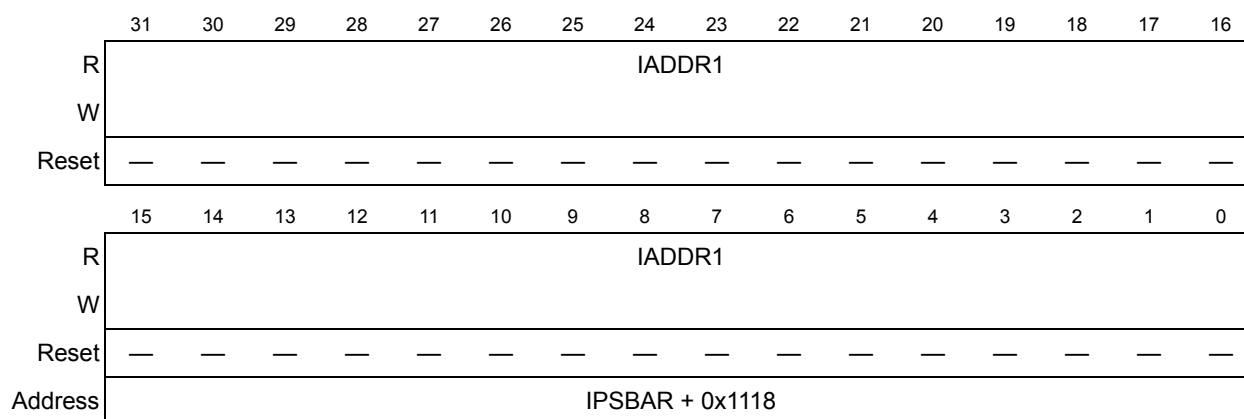 31 30 29 28 27 26 25 24 23 22 21 20 19 18 17 16
R IADDR1
W
Reset — — — — — — — — — — — — — — — —
15 14 13 12 11 10 9 8 7 6 5 4 3 2 1 0
R IADDR1
W
Reset — — — — — — — — — — — — — — — —
Address IPSBAR + 0x1118